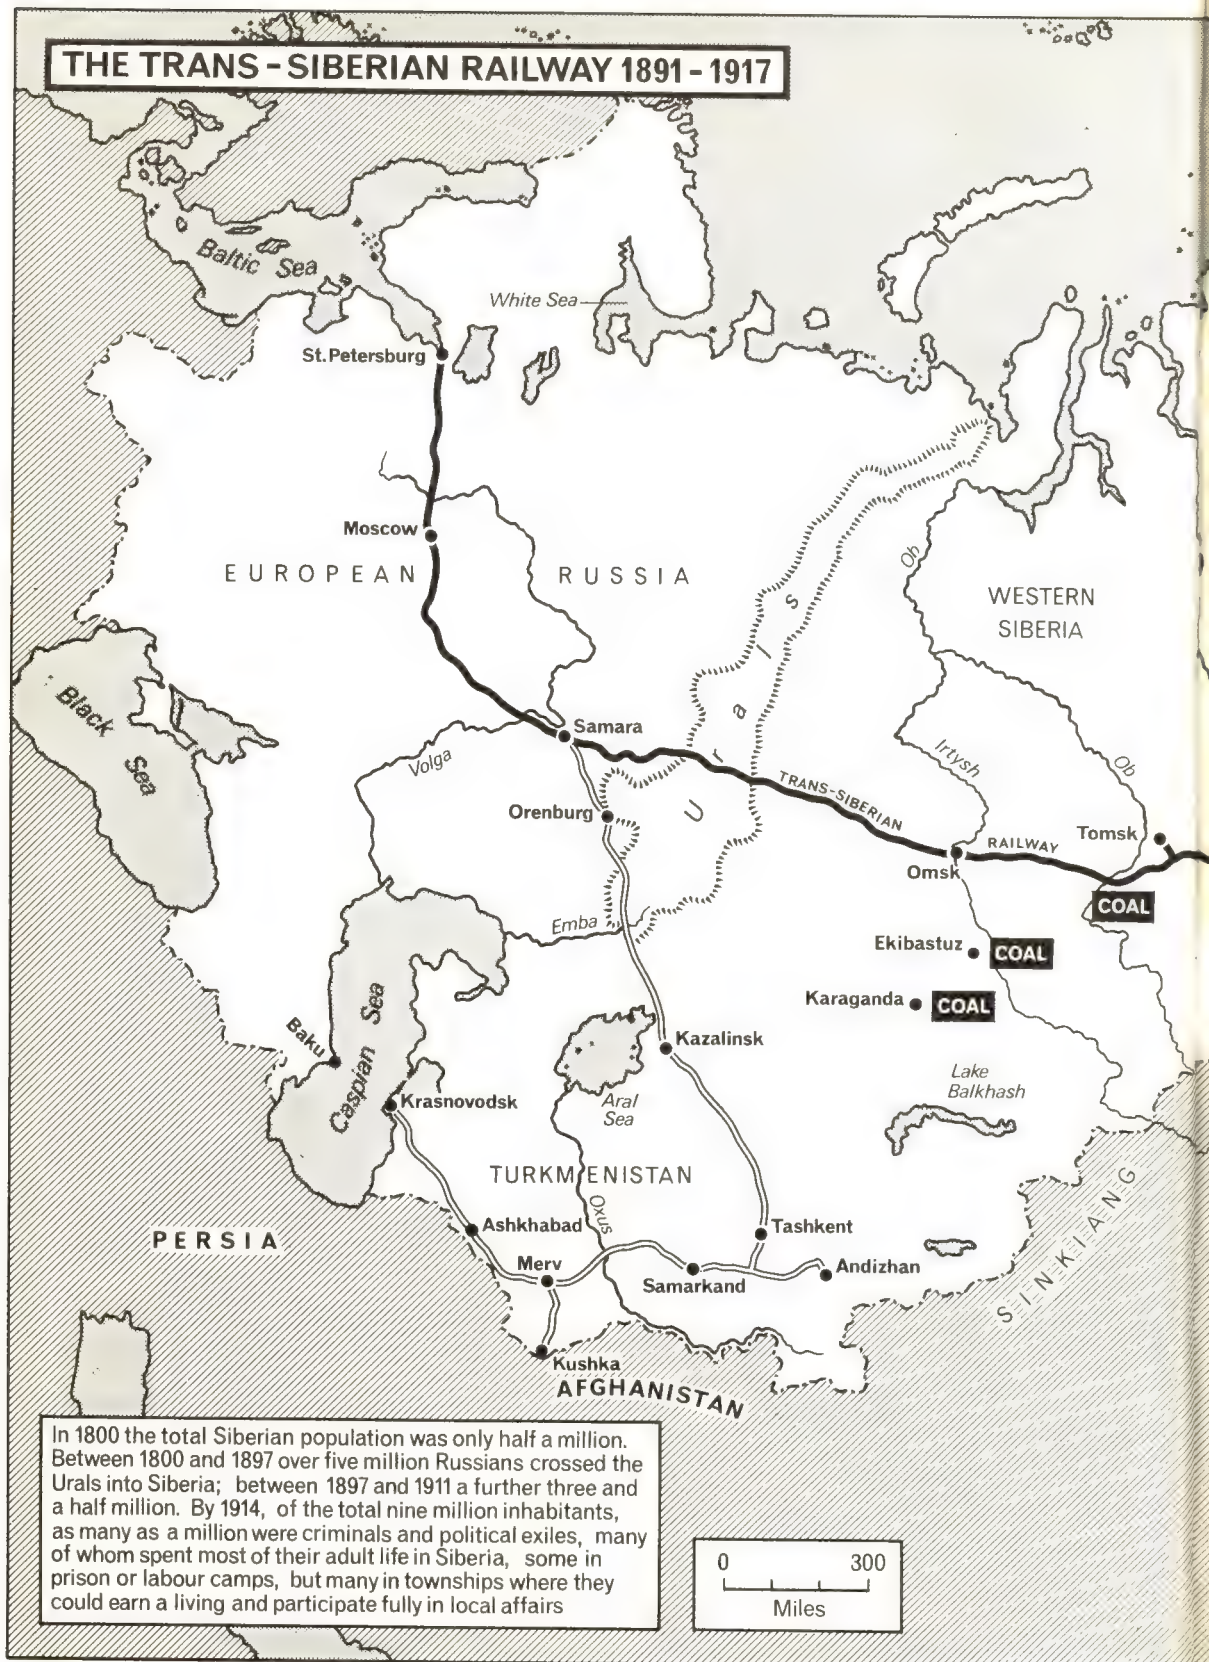 THE TRANS-SIBERIAN RAILWAY 1891-1917
Baltic Sea
White Sea
St. Petersburg
Moscow
EUROPEAN RUSSIA
Ob
WESTERN
SIBERIA
Urals
Black Sea
Samara
Volga
Irtysh
Ob
TRANS-SIBERIAN RAILWAY
Orenburg
Tomsk
Omsk
COAL
Emba
Ekibastuz
COAL
Karaganda
COAL
Caspian Sea
Baku
Kazalinsk
Lake
Balkhash
Krasnovodsk
Aral
Sea
TURKMENISTAN
Oxus
SINKIANG
Ashkhabad
Tashkent
PERSIA
Merv
Andizhan
Samarkand
Kushka
AFGHANISTAN
In 1800 the total Siberian population was only half a million.
Between 1800 and 1897 over five million Russians crossed the
Urals into Siberia; between 1897 and 1911 a further three and
a half million. By 1914, of the total nine million inhabitants,
as many as a million were criminals and political exiles, many
of whom spent most of their adult life in Siberia, some in
prison or labour camps, but many in townships where they
could earn a living and participate fully in local affairs
0 300
Miles